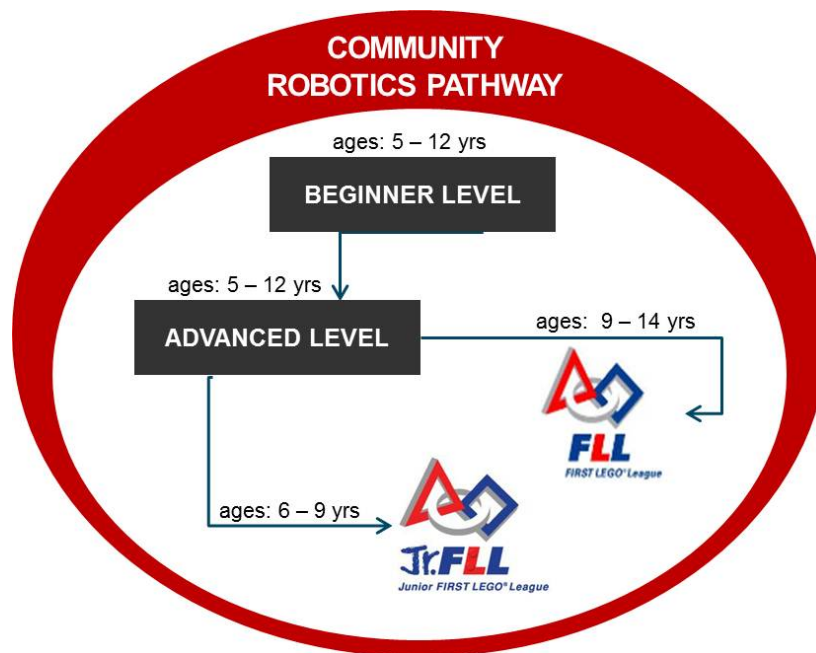 COMMUNITY
ROBOTICS PATHWAY
ages: 5 – 12 yrs
BEGINNER LEVEL
ages: 5 – 12 yrs
ADVANCED LEVEL
ages: 9 – 14 yrs
FLL
FIRST LEGO® League
ages: 6 – 9 yrs
Jr.FLL
Junior FIRST LEGO® League